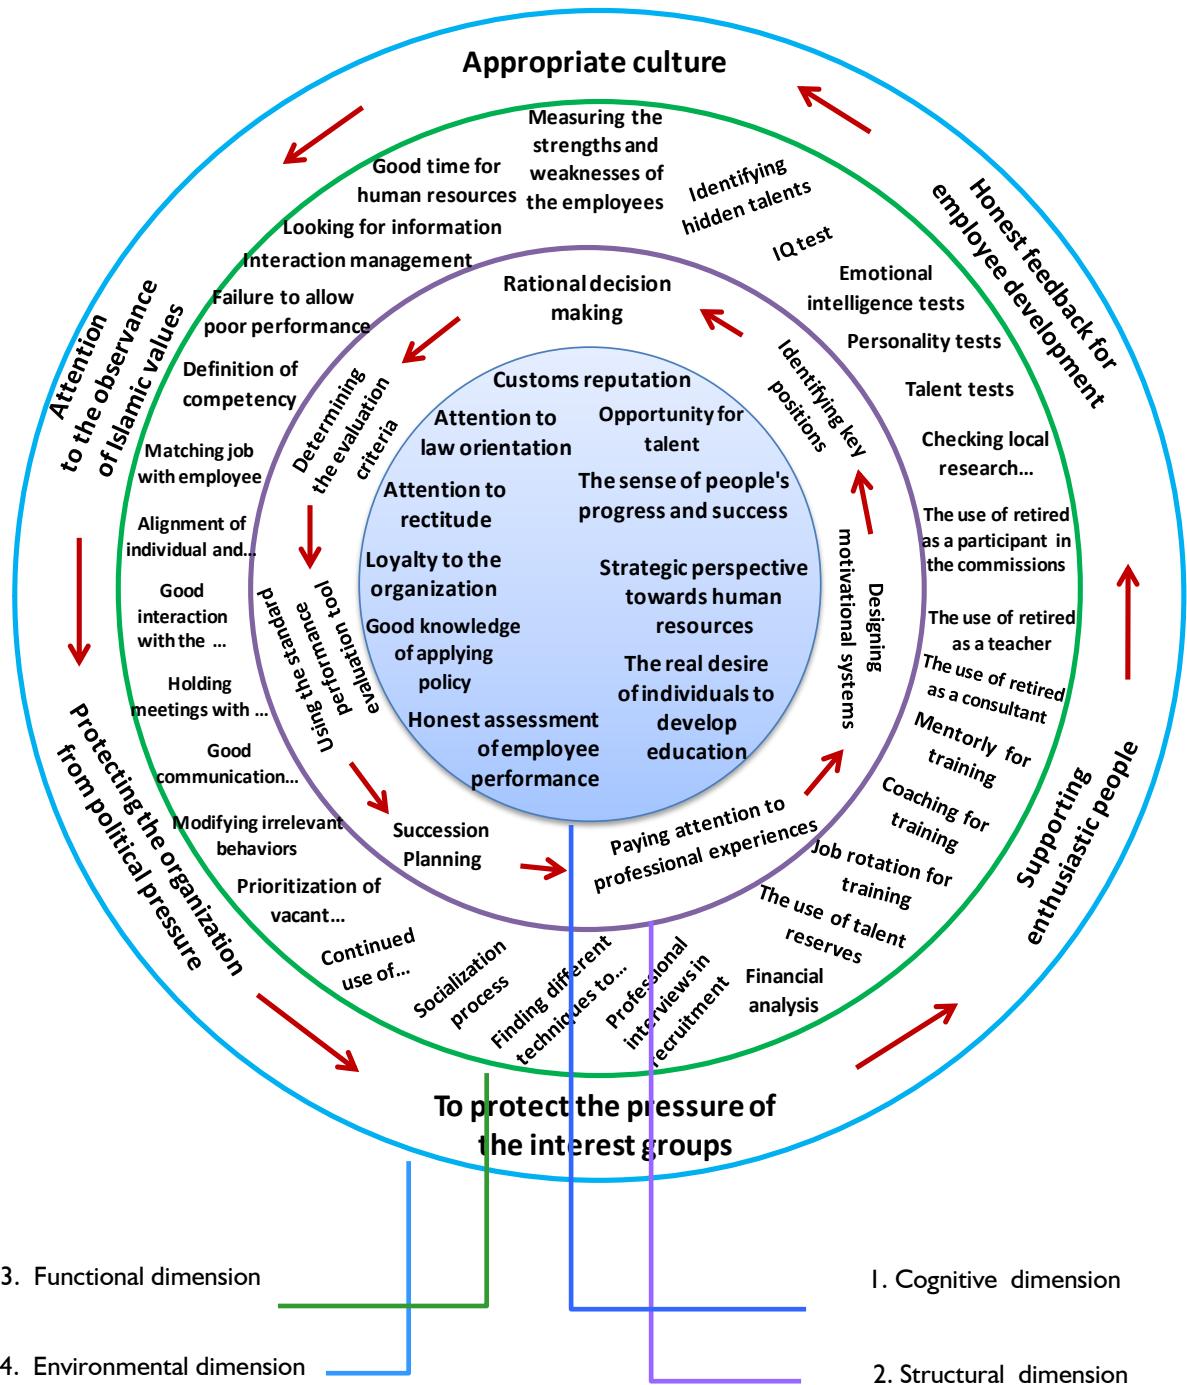 Appropriate culture
Honest feedback for
employee development
Supporting
enthusiastic people
To protect the pressure of
the interest groups
Protecting the organization
from political pressure
Attention
to the observance
of Islamic values
Measuring the
strengths and
weaknesses of
the employees
Identifying
hidden talents
IQ test
Emotional
intelligence tests
Personality tests
Talent tests
Checking local
research...
The use of retired
as a participant in
the commissions
The use of retired
as a teacher
The use of retired
as a consultant
Mentorly for
training
Coaching for
training
Job rotation for
training
The use of talent
reserves
Financial
analysis
Professional
interviews in
recruitment
Finding different
techniques to...
Socialization
process
Continued
use of...
Prioritization of
vacant...
Modifying irrelevant
behaviors
Good
communication...
Holding
meetings with ...
Good
interaction
with the ...
Alignment of
individual and...
Matching job
with employee
Definition of
competency
Failure to allow
poor performance
Interaction management
Looking for information
Good time for
human resources
Rational decision
making
Identifying key
positions
Designing
motivational systems
Paying attention to
professional experiences
Succession
Planning
Using the standard
performance
evaluation tool
Determining
the evaluation
criteria
Customs reputation
Attention to
law orientation
Opportunity for
talent
Attention to
rectitude
The sense of people's
progress and success
Loyalty to the
organization
Strategic perspective
towards human
resources
Good knowledge
of applying
policy
The real desire
of individuals to
develop
education
Honest assessment
of employee
performance
3. Functional dimension
1. Cognitive dimension
4. Environmental dimension
2. Structural dimension